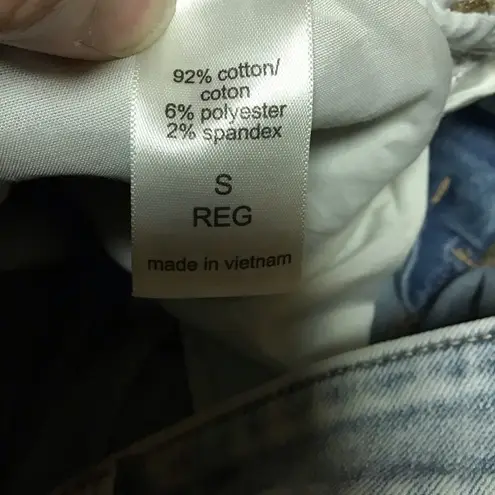 92% cotton/
coton
6% polyester
2% spandex
S
REG
made in vietnam